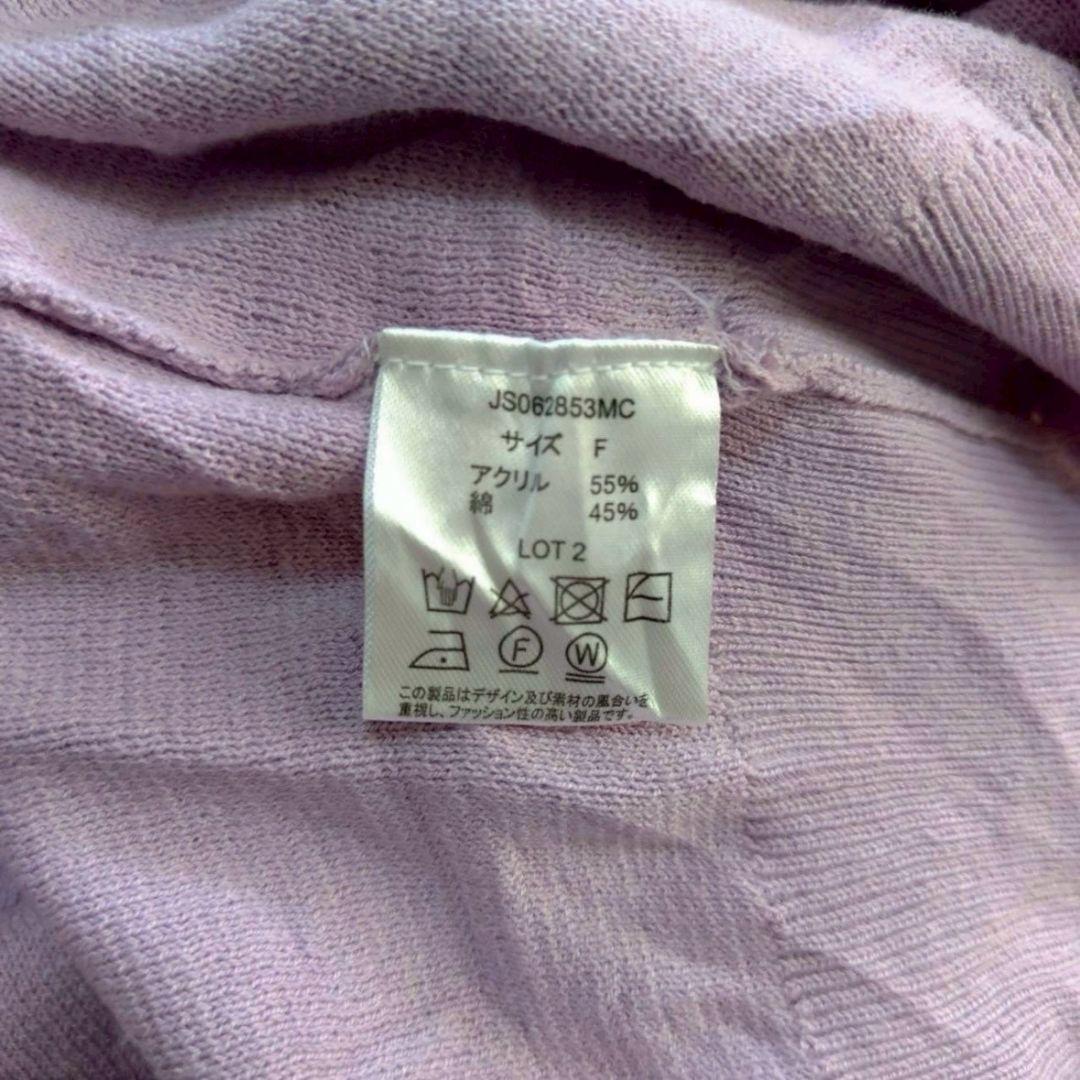 JS062853MC
サイズ F
アクリル 55%
綿 45%
LOT 2
F W
この製品はデザイン及び素材の風合いを
重視し、ファッション性の高い製品です。